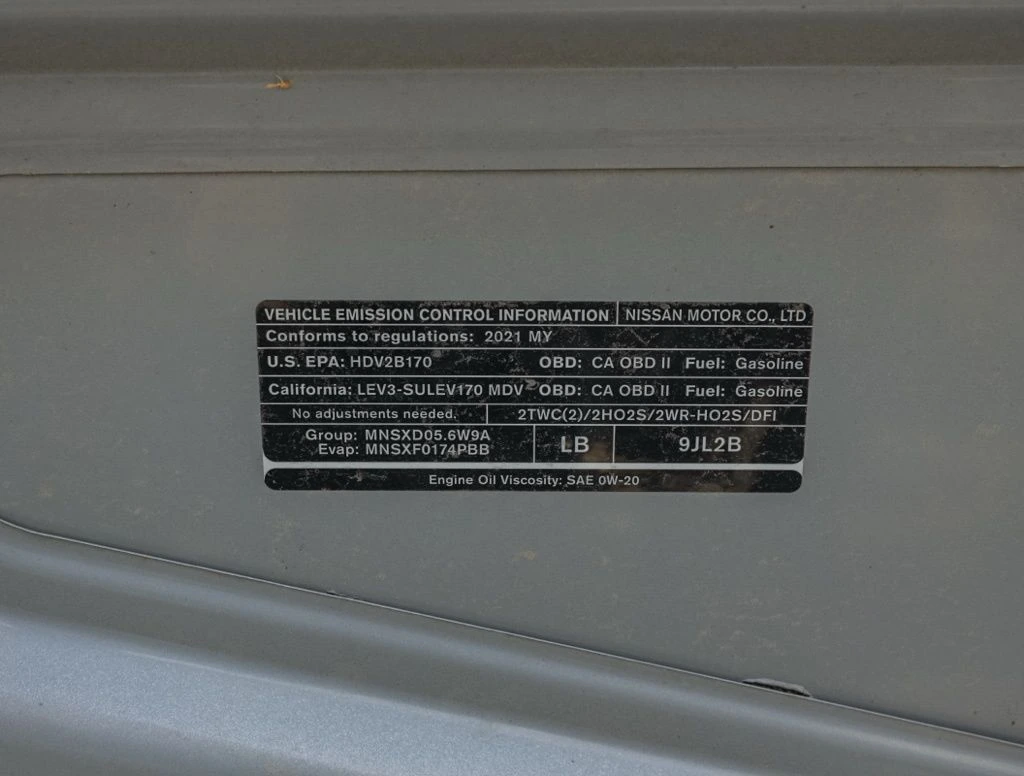 VEHICLE EMISSION CONTROL INFORMATION NISSAN MOTOR CO., LTD
Conforms to regulations: 2021 MY
U.S. EPA: HDV2B170 OBD: CA OBD II Fuel: Gasoline
California: LEV3-SULEV170 MDV OBD: CA OBD II Fuel: Gasoline
No adjustments needed. 2TWC(2)/2HO2S/2WR-HO2S/DFI
Group: MNSXD05.6W9A
Evap: MNSXF0174PBB
LB 9JL2B
Engine Oil Viscosity: SAE 0W-20